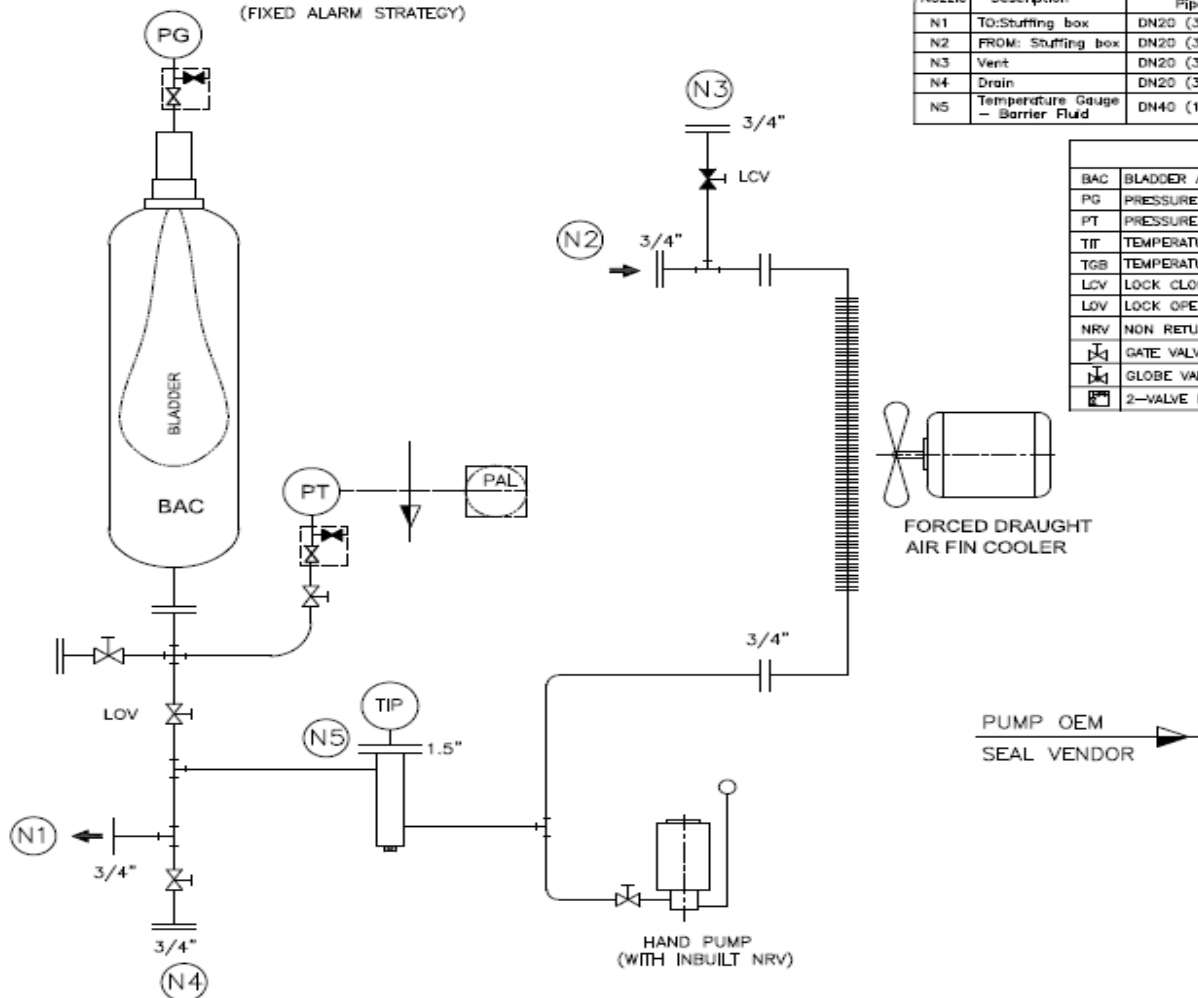 (FIXED ALARM STRATEGY)
PG
BLADDER
BAC
PT
PAL
LOV
TIP
N5
1.5"
N1
3/4"
3/4"
N4
N3
3/4"
LCV
N2
3/4"
3/4"
FORCED DRAUGHT
AIR FIN COOLER
HAND PUMP
(WITH INBUILT NRV)
PUMP OEM
SEAL VENDOR
Description
N1 TO:Stuffing box DN20 (3
N2 FROM: Stuffing box DN20 (3
N3 Vent DN20 (3
N4 Drain DN20 (3
N5 Temperature Gauge
– Barrier Fluid DN40 (1
BAC BLADDER
PG PRESSURE
PT PRESSURE
TIT TEMPERATU
TGB TEMPERATU
LCV LOCK CLO
LOV LOCK OPE
NRV NON RETU
GATE VALV
GLOBE VA
2–VALVE